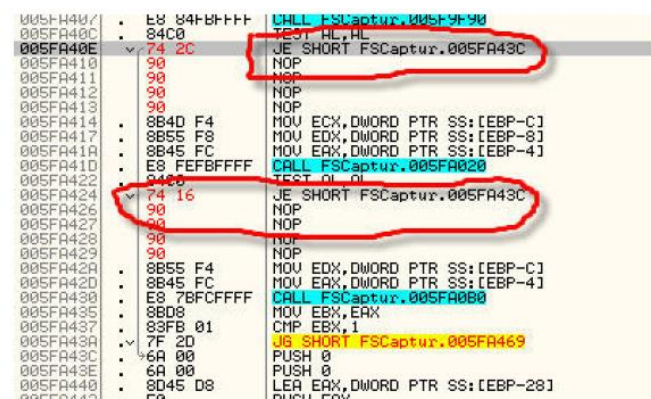 005FA407 . E8 84FBFFFF CALL FSCaptur.005F9F90
005FA40C . 84C0 TEST AL,AL
005FA40E 74 2C JE SHORT FSCaptur.005FA43C
005FA410 90 NOP
005FA411 90 NOP
005FA412 90 NOP
005FA413 90 NOP
005FA414 . 8B4D F4 MOV ECX,DWORD PTR SS:[EBP-C]
005FA417 . 8B55 F8 MOV EDX,DWORD PTR SS:[EBP-8]
005FA41A . 8B45 FC MOV EAX,DWORD PTR SS:[EBP-4]
005FA41D . E8 FEFBFFFF CALL FSCaptur.005FA020
005FA422 . 84C0 TEST AL,AL
005FA424 74 16 JE SHORT FSCaptur.005FA43C
005FA426 90 NOP
005FA427 90 NOP
005FA428 90 NOP
005FA429 90 NOP
005FA42A . 8B55 F4 MOV EDX,DWORD PTR SS:[EBP-C]
005FA42D . 8B45 FC MOV EAX,DWORD PTR SS:[EBP-4]
005FA430 . E8 7BFCFFFF CALL FSCaptur.005FA0B0
005FA435 . 8BD8 MOV EBX,EAX
005FA437 . 83FB 01 CMP EBX,1
005FA43A . 7F 2D JG SHORT FSCaptur.005FA469
005FA43C . 6A 00 PUSH 0
005FA43E . 6A 00 PUSH 0
005FA440 . 8D45 D8 LEA EAX,DWORD PTR SS:[EBP-28]
PUSH EAX